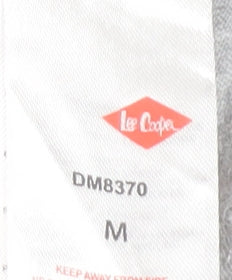 Lee Cooper
DM8370
M
KEEP AWAY FROM FIRE